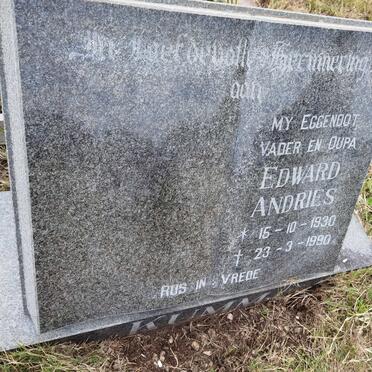 In Liefdevolle Herinnering
aan
MY EGGENOOT
VADER EN OUPA
EDWARD
ANDRIES
* 15-10-1930
† 23-3-1990
RUS IN VREDE